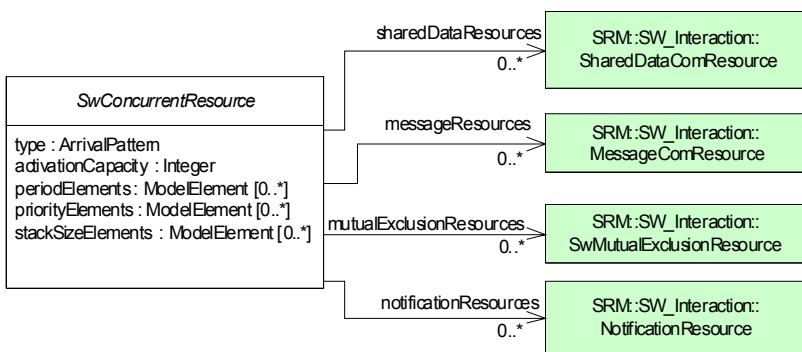 sharedDataResources
0..*
SRM::SW_Interaction::
SharedDataComResource
SwConcurrentResource
type : ArrivalPattern
activationCapacity : Integer
periodElements : ModelElement [0..*]
priorityElements : ModelElement [0..*]
stackSizeElements : ModelElement [0..*]
messageResources
0..*
SRM::SW_Interaction::
MessageComResource
mutualExclusionResources
0..*
SRM::SW_Interaction::
SwMutualExclusionResource
notificationResources
0..*
SRM::SW_Interaction::
NotificationResource